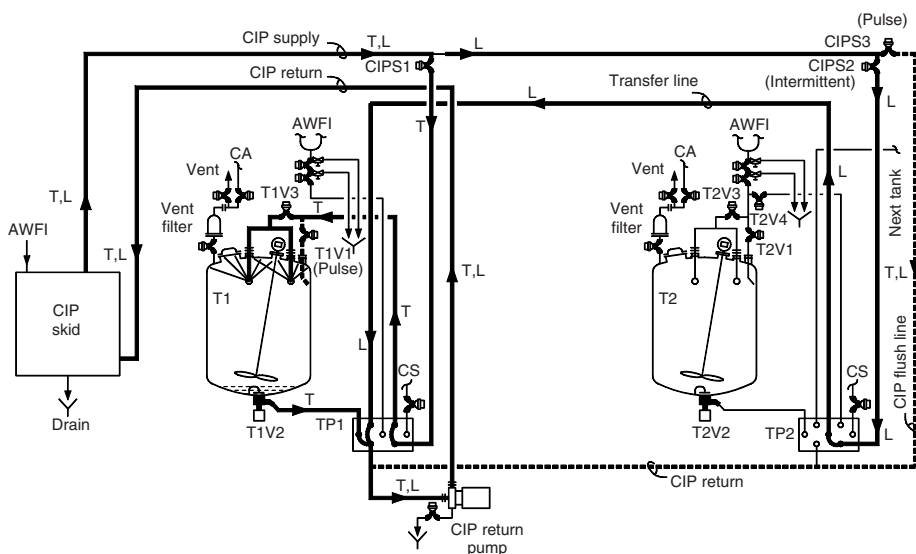 (Pulse)
CIP supply
T,L
L
CIPS3
CIPS1
CIPS2
(Intermittent)
CIP return
Transfer line
L
L
T
AWFI
AWFI
CA
Vent
CA
Vent
T1V3
T
T2V3
T2V4
Vent
filter
Vent
filter
T1V1
(Pulse)
T2V1
Next tank
AWFI
T,L
T,L
T,L
T,L
T1
T2
L
T
L
CIP
skid
CIP flush line
CS
CS
T
L
Drain
T1V2
TP1
T2V2
TP2
T,L
CIP return
CIP return
pump